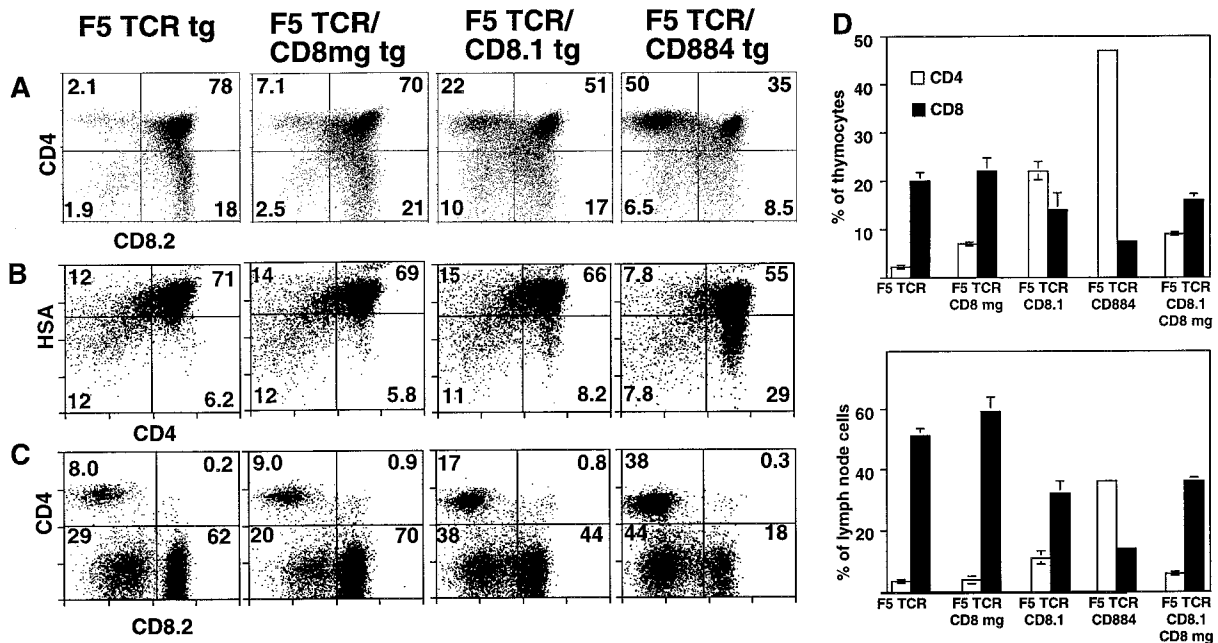 A
F5 TCR tg
F5 TCR/
CD8mg tg
F5 TCR/
CD8.1 tg
F5 TCR/
CD884 tg
2.1 78
1.9 18
7.1 70
2.5 21
22 51
10 17
50 35
6.5 8.5
CD4
CD8.2
B
12 71
12 6.2
14 69
12 5.8
15 66
11 8.2
7.8 55
7.8 29
HSA
CD4
C
8.0 0.2
29 62
9.0 0.9
20 70
17 0.8
38 44
38 0.3
44 18
CD4
CD8.2
D
50
40
30
20
10
% of thymocytes
CD4
CD8
F5 TCR
F5 TCR
CD8 mg
F5 TCR
CD8.1
F5 TCR
CD884
F5 TCR
CD8.1
CD8 mg
60
40
20
% of lymph node cells
F5 TCR
F5 TCR
CD8 mg
F5 TCR
CD8.1
F5 TCR
CD884
F5 TCR
CD8.1
CD8 mg